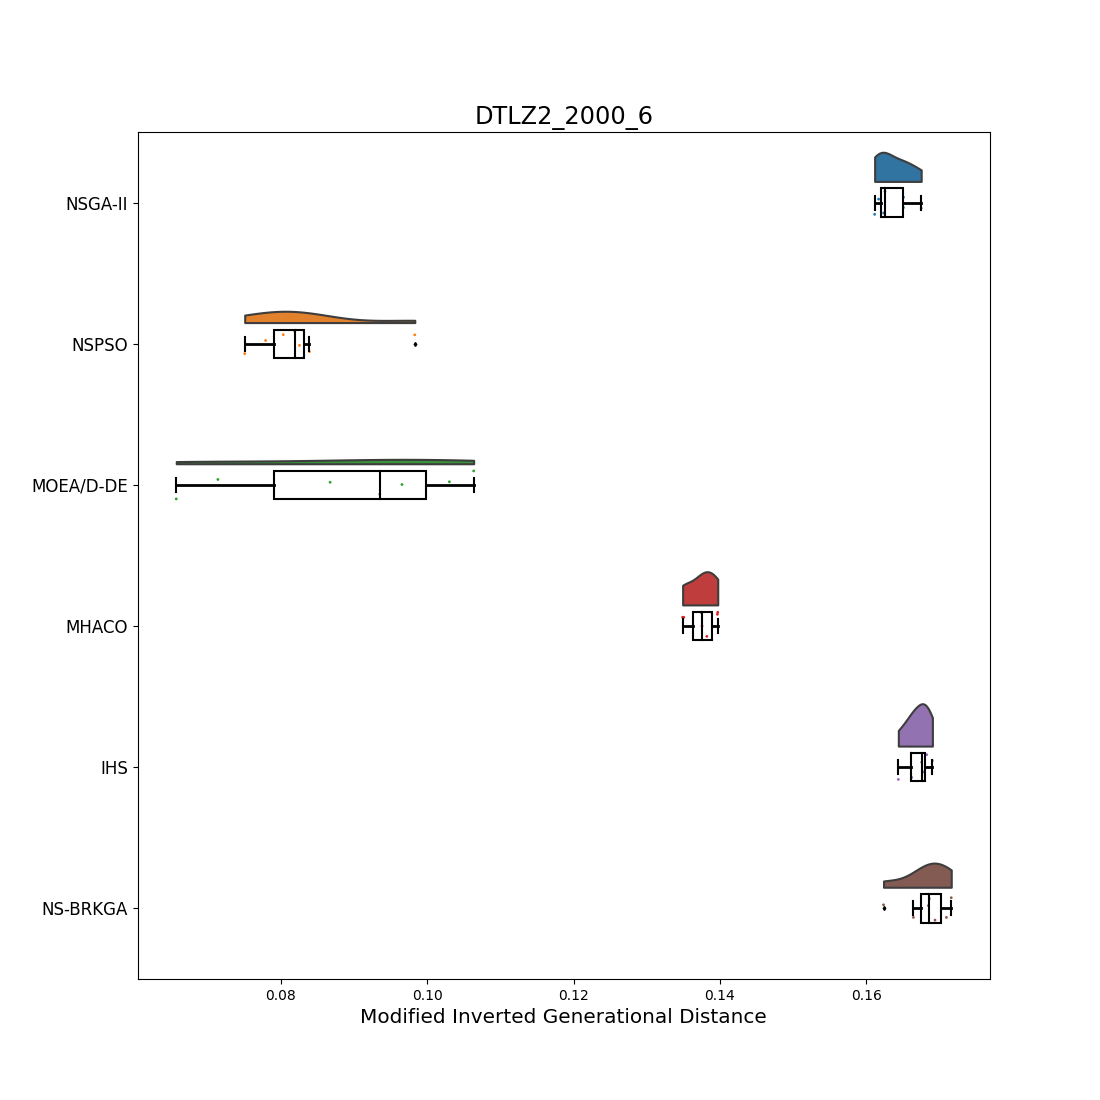 DTLZ2_2000_6
NSGA-II
NSPSO
MOEA/D-DE
MHACO
IHS
NS-BRKGA
0.08 0.10 0.12 0.14 0.16
Modified Inverted Generational Distance